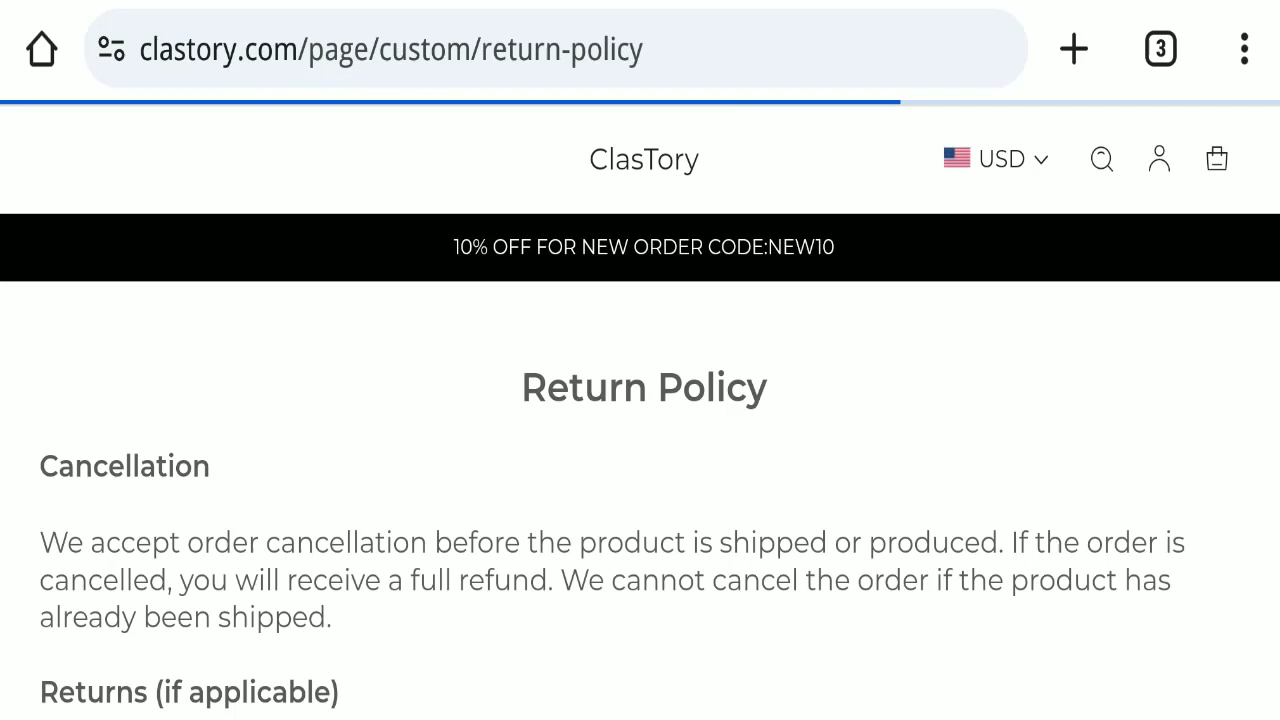 clastory.com/page/custom/return-policy
3
ClasTory
USD
10% OFF FOR NEW ORDER CODE:NEW10
Return Policy
Cancellation
We accept order cancellation before the product is shipped or produced. If the order is
cancelled, you will receive a full refund. We cannot cancel the order if the product has
already been shipped.
Returns (if applicable)